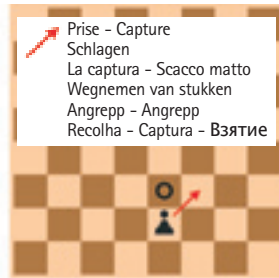 Prise - Capture
Schlagen
La captura - Scacco matto
Wegnemen van stukken
Angrepp - Angrepp
Recolha - Captura - Взятие